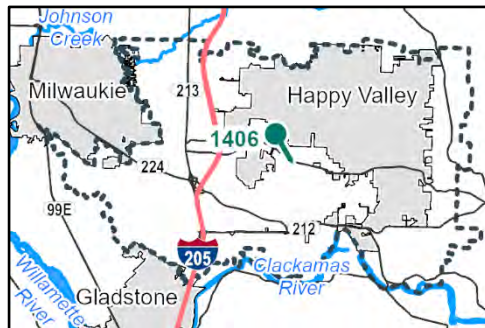 Johnson
Creek
Milwaukie
213
Happy Valley
1406
224
99E
212
205
Willamette
River
Clackamas
River
Gladstone